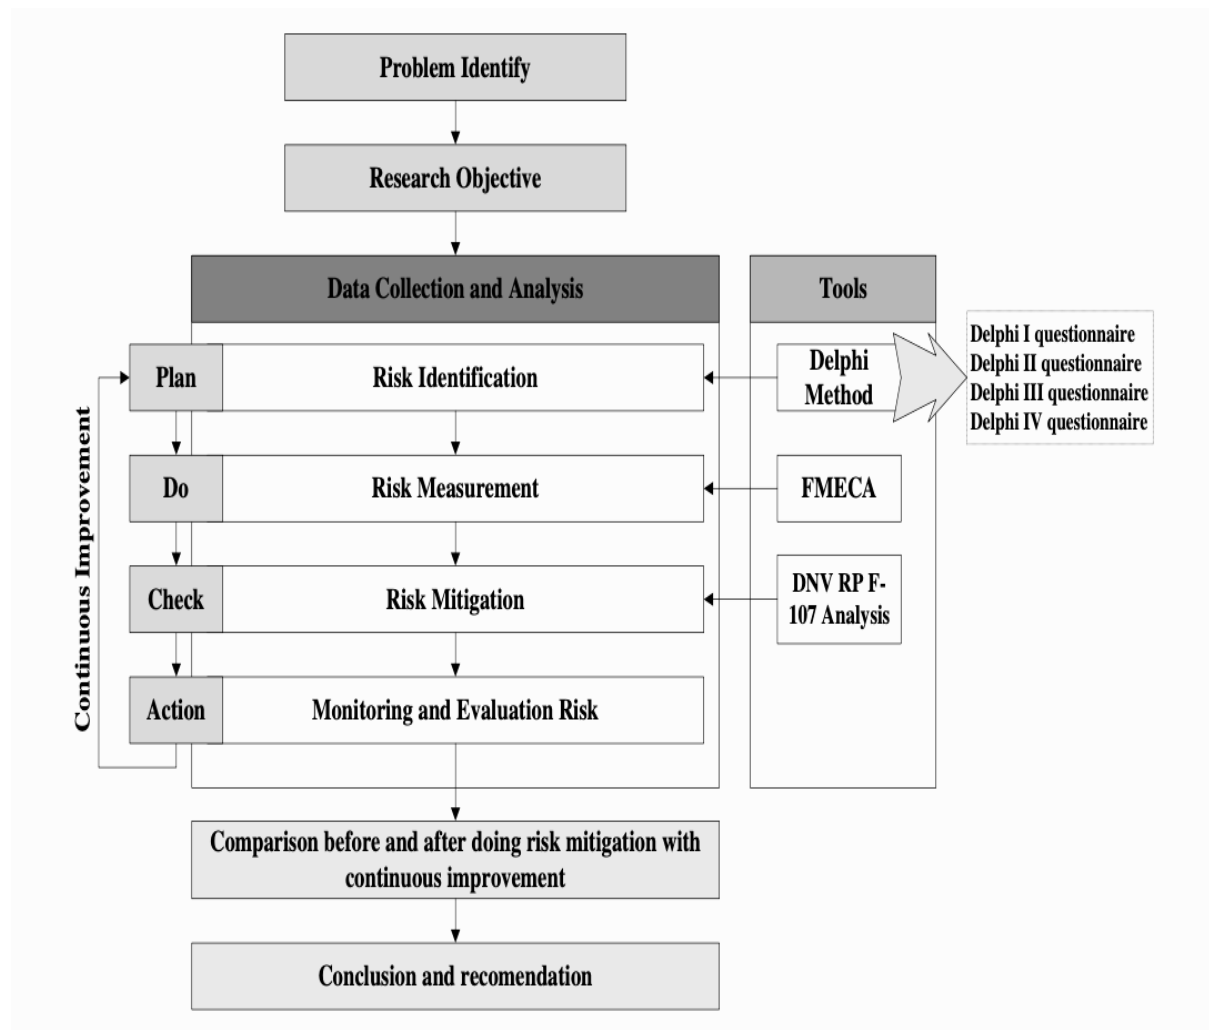 Problem Identify
Research Objective
Data Collection and Analysis
Tools
Plan
Risk Identification
Delphi
Method
Delphi I questionnaire
Delphi II questionnaire
Delphi III questionnaire
Delphi IV questionnaire
Do
Risk Measurement
FMECA
Check
Risk Mitigation
DNV RP F-
107 Analysis
Action
Monitoring and Evaluation Risk
Continuous Improvement
Comparison before and after doing risk mitigation with
continuous improvement
Conclusion and recomendation